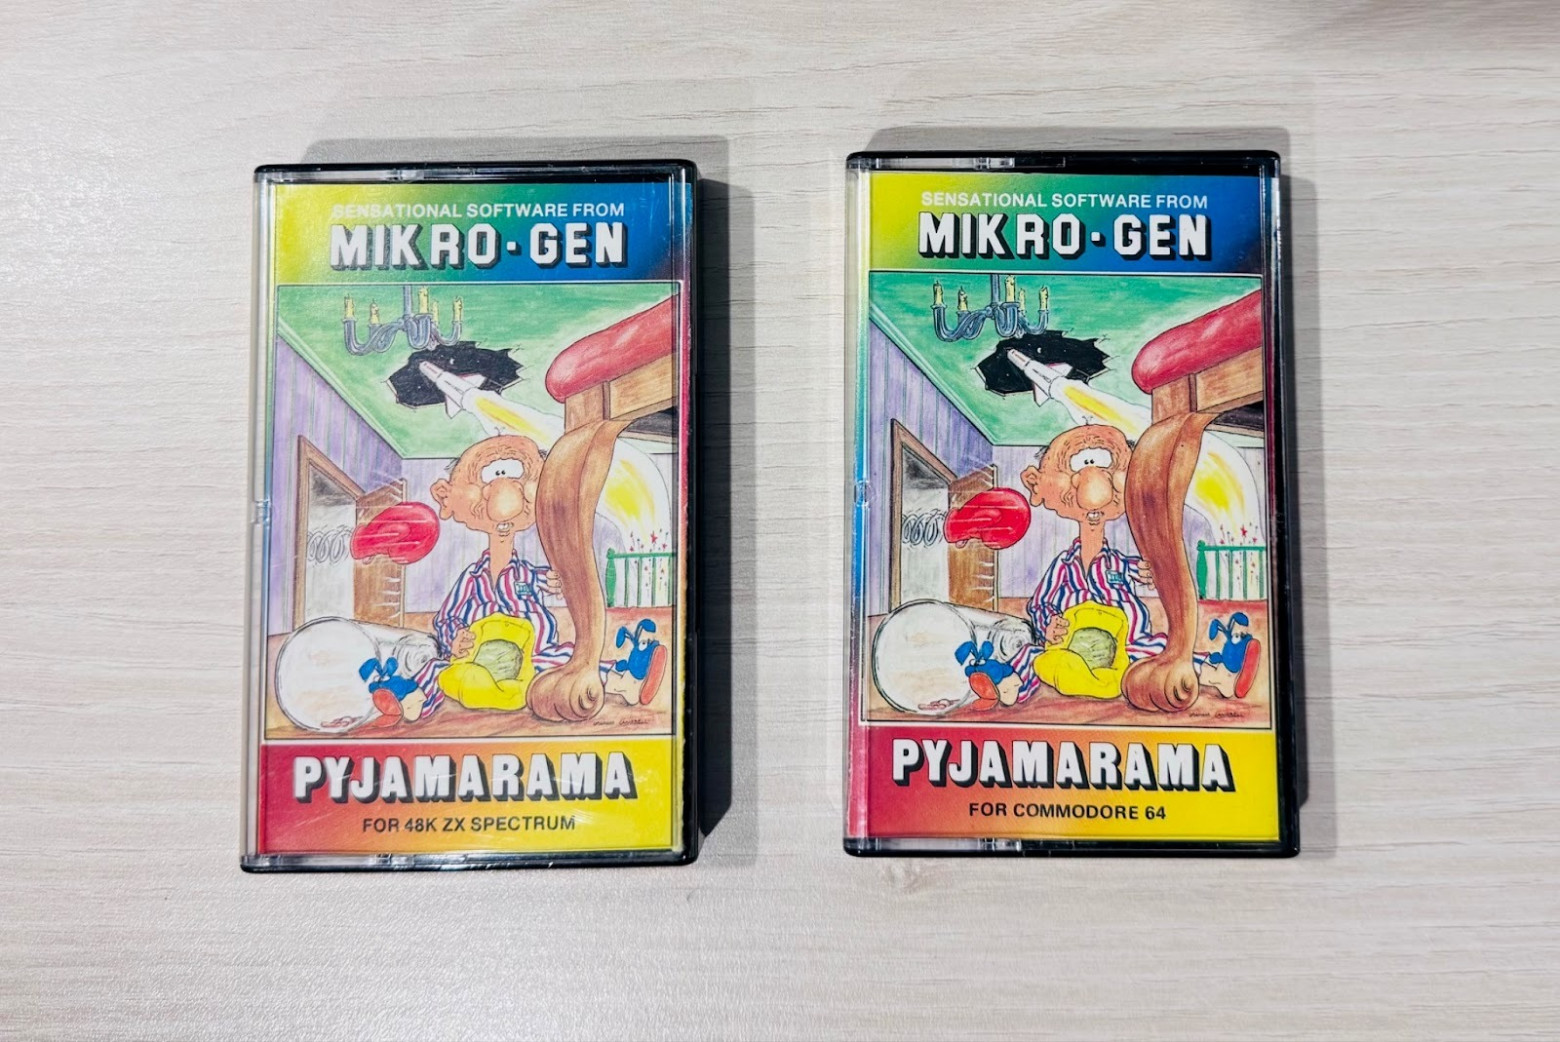 SENSATIONAL SOFTWARE FROM
MIKRO-GEN
PYJAMARAMA
FOR 48K ZX SPECTRUM
SENSATIONAL SOFTWARE FROM
MIKRO-GEN
PYJAMARAMA
FOR COMMODORE 64